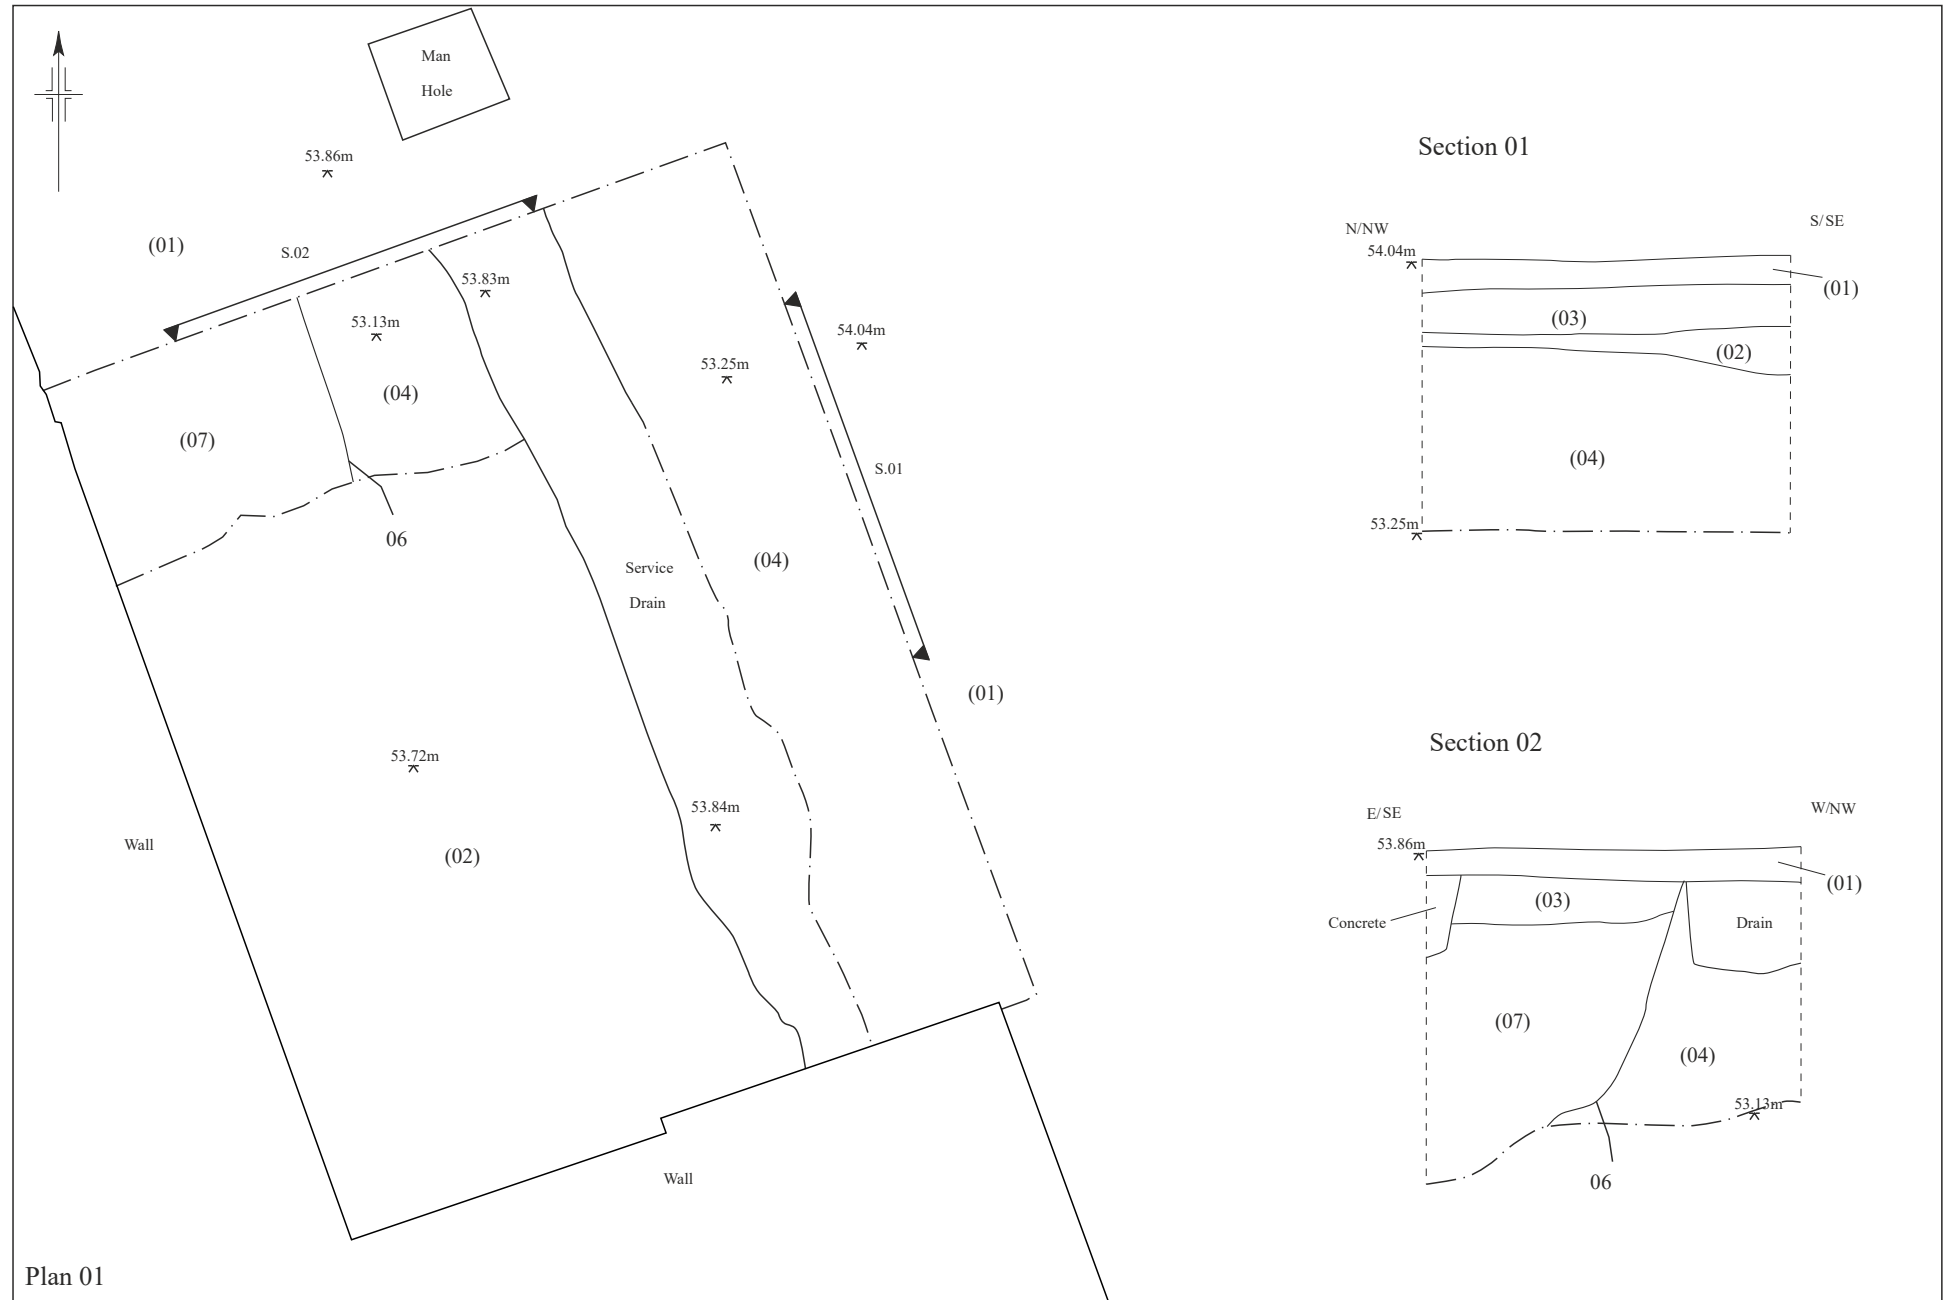 Man
Hole
53.86m
(01)
S.02
53.83m
53.13m
(04)
(07)
06
53.25m
54.04m
S.01
(04)
Service
Drain
(01)
53.72m
53.84m
(02)
Wall
Wall
Plan 01
Section 01
N/NW
S/SE
54.04m
(01)
(03)
(02)
(04)
53.25m
Section 02
E/SE
W/NW
53.86m
(01)
(03)
Concrete
Drain
(07)
(04)
53.13m
06